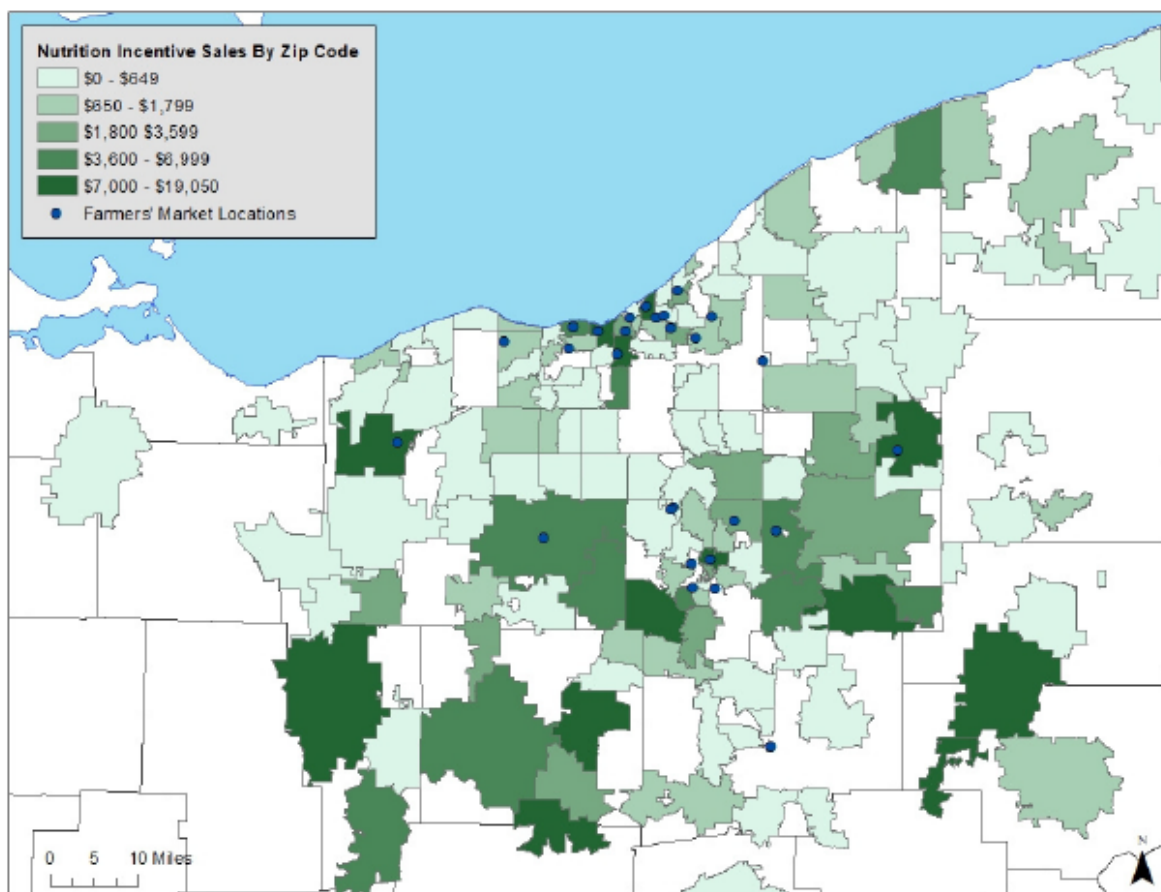 Nutrition Incentive Sales By Zip Code
$0 - $649
$650 - $1,799
$1,800 $3,599
$3,600 - $6,999
$7,000 - $19,050
Farmers' Market Locations
0 5 10 Miles
N